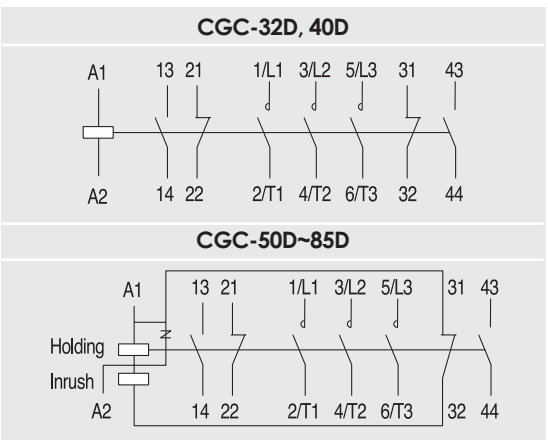 CGC-32D, 40D
A1 13 21 1/L1 3/L2 5/L3 31 43
A2 14 22 2/T1 4/T2 6/T3 32 44
CGC-50D~85D
A1 13 21 1/L1 3/L2 5/L3 31 43
Holding
Inrush
A2 14 22 2/T1 4/T2 6/T3 32 44